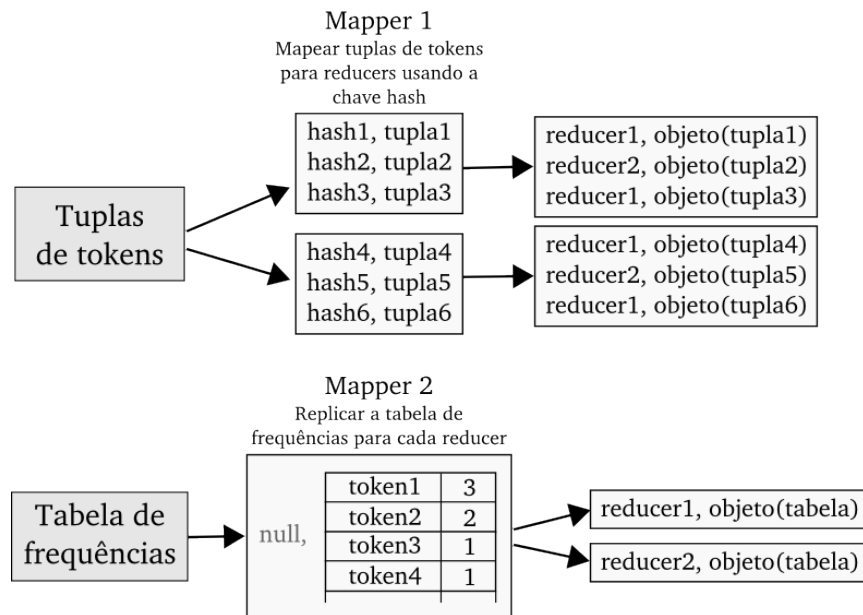 Mapper 1
Mapear tuplas de tokens
para reducers usando a
chave hash
Tuplas
de tokens
hash1, tupla1
hash2, tupla2
hash3, tupla3
reducer1, objeto(tupla1)
reducer2, objeto(tupla2)
reducer1, objeto(tupla3)
hash4, tupla4
hash5, tupla5
hash6, tupla6
reducer1, objeto(tupla4)
reducer2, objeto(tupla5)
reducer1, objeto(tupla6)
Mapper 2
Replicar a tabela de
frequências para cada reducer
Tabela de
frequências
null,
token1 3
token2 2
token3 1
token4 1
reducer1, objeto(tabela)
reducer2, objeto(tabela)